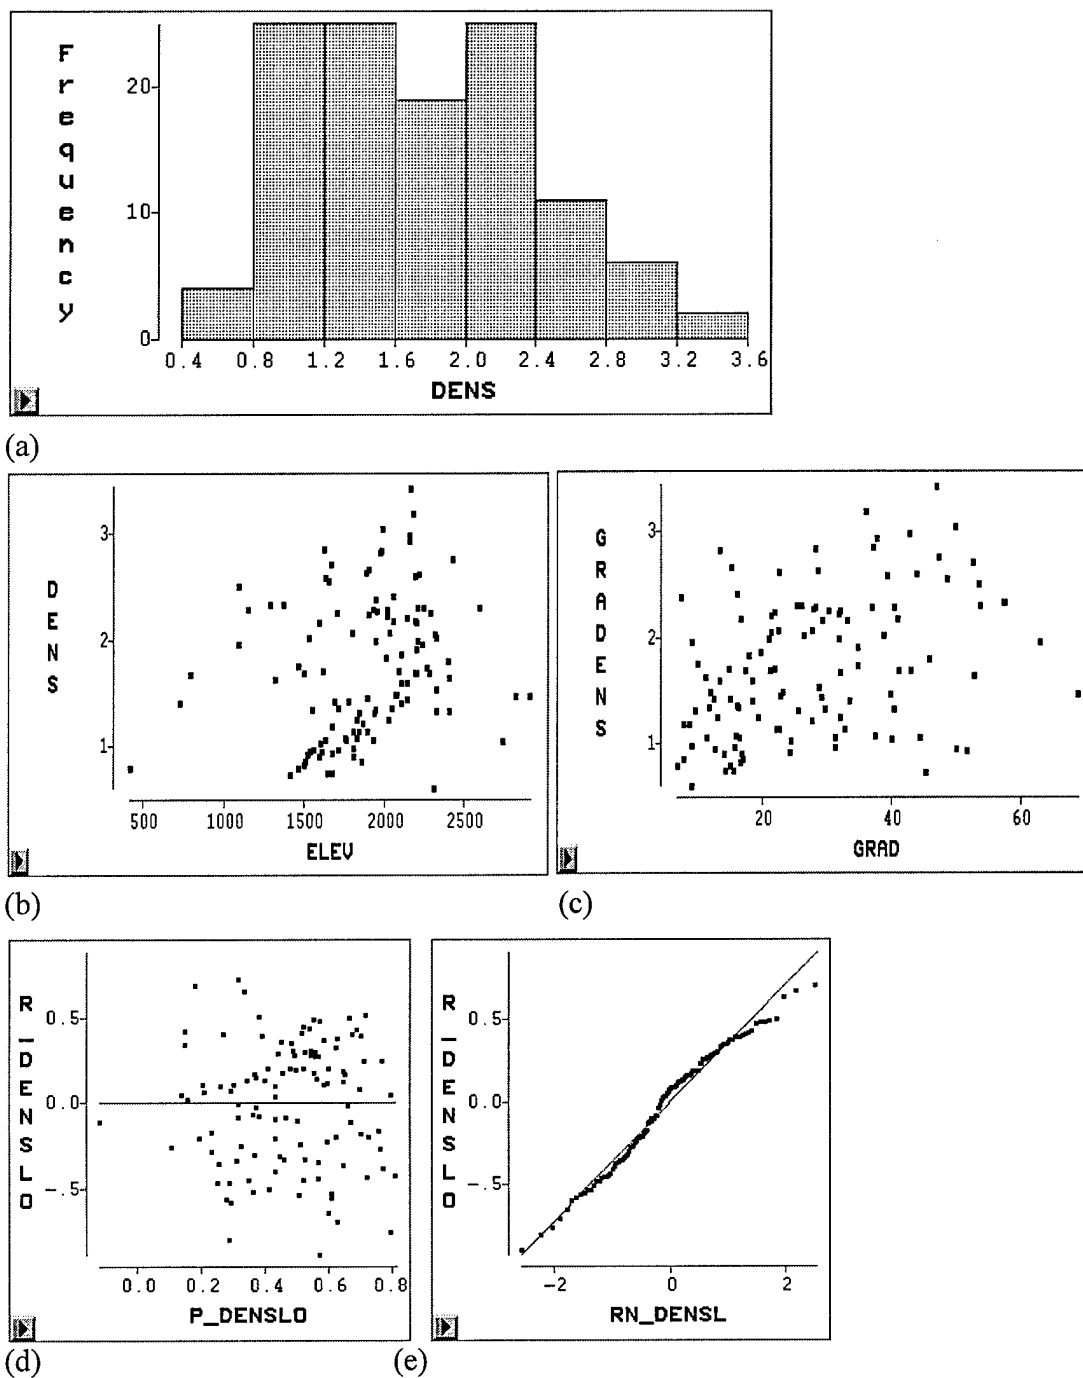 Frequency
20
10
0
0.4 0.8 1.2 1.6 2.0 2.4 2.8 3.2 3.6
DENS
(a)
DENS
3
2
1
500 1000 1500 2000 2500
ELEV
(b)
GRADENS
3
2
1
20 40 60
GRAD
(c)
R_DENSLO
0.5
0.0
-.5
0.0 0.2 0.4 0.6 0.8
P_DENSLO
(d)
R_DENSLO
0.5
0.0
-.5
-2 0 2
RN_DENSL
(e)